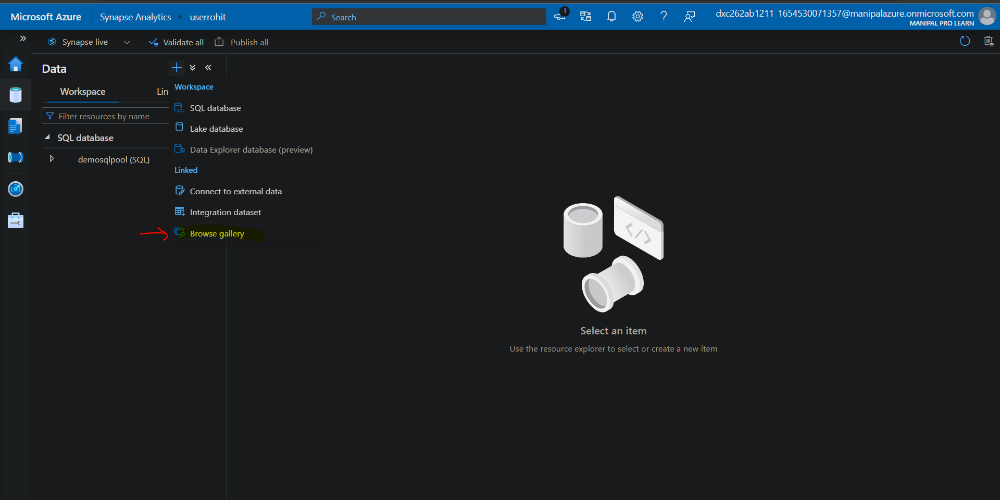 Microsoft Azure Synapse Analytics userrohit Search 1 dxc262ab1211_1654530071357@manipalazure.onmicrosoft.com
MANIPAL PRO LEARN
Synapse live Validate all Publish all
Data
Workspace Lin
Filter resources by name
SQL database
demosqlpool (SQL)
Workspace
SQL database
Lake database
Data Explorer database (preview)
Linked
Connect to external data
Integration dataset
Browse gallery
Select an item
Use the resource explorer to select or create a new item